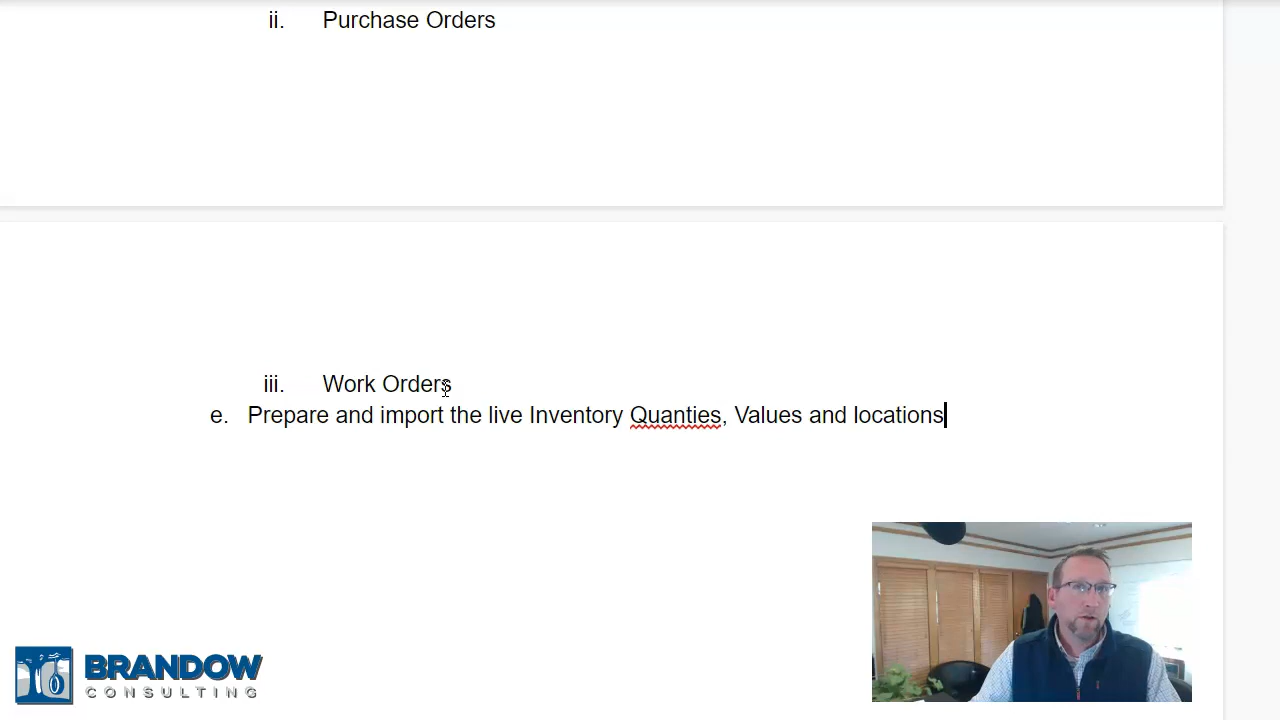 ii. Purchase Orders
iii. Work Orders
e. Prepare and import the live Inventory Quanties, Values and locations
BRANDOW
CONSULTING